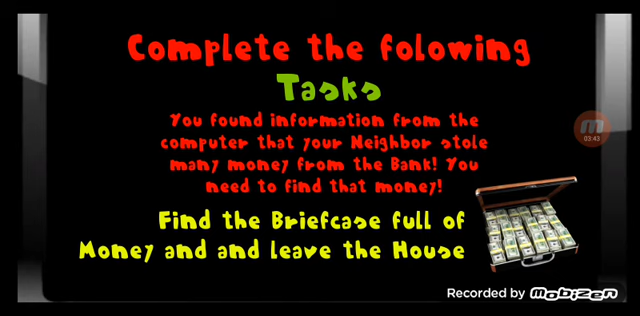 Complete the folowing
Tasks
You found information from the
computer that your Neighbor stole
many money from the Bank! You
need to find that money!
Find the Briefcase full of
Money and and leave the House
03:43
Recorded by mobizen